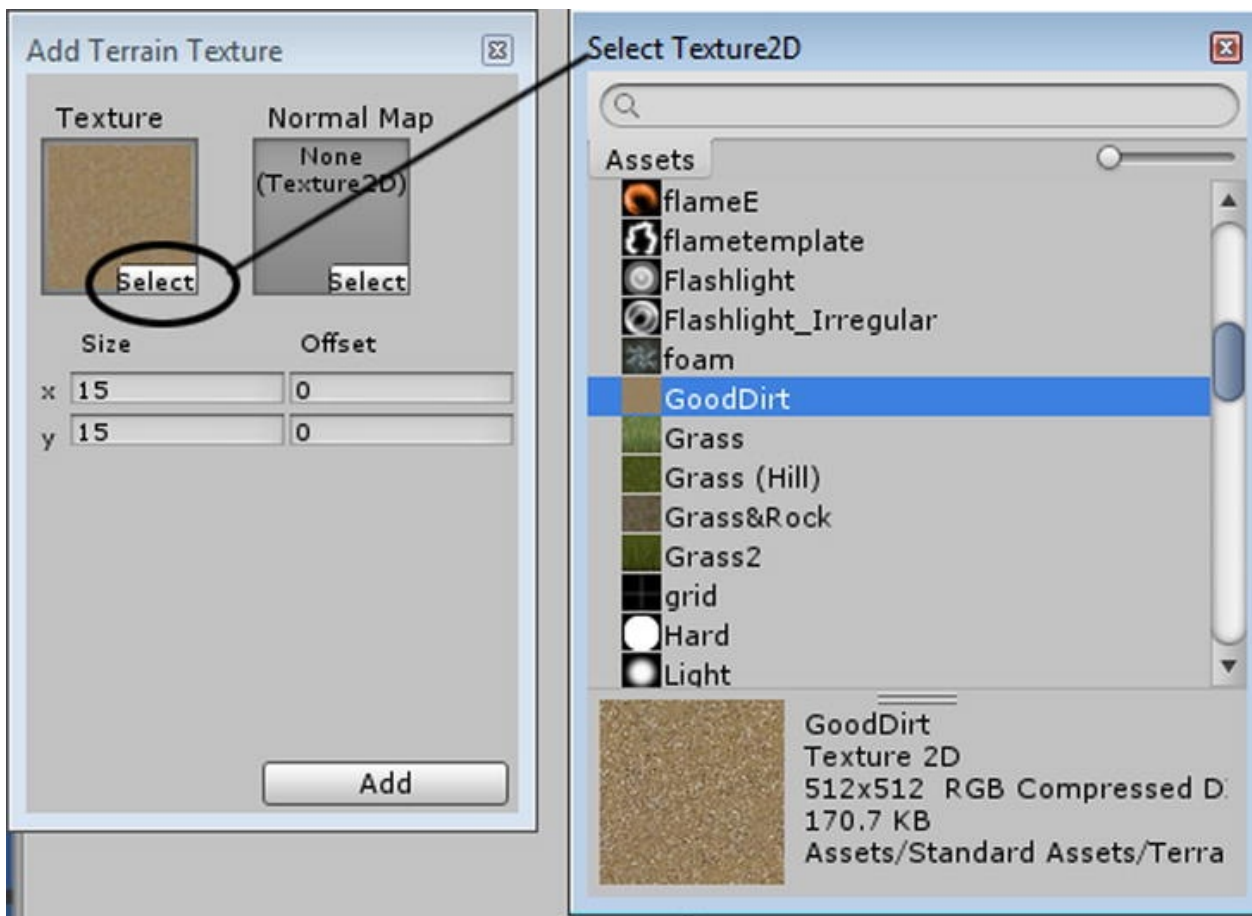 Add Terrain Texture
Texture Normal Map
None
(Texture2D)
Select Select
Size Offset
x 15 0
y 15 0
Add
Select Texture2D
Assets
flameE
flametemplate
Flashlight
Flashlight_Irregular
foam
GoodDirt
Grass
Grass (Hill)
Grass&Rock
Grass2
grid
Hard
Light
GoodDirt
Texture 2D
512x512 RGB Compressed D
170.7 KB
Assets/Standard Assets/Terra